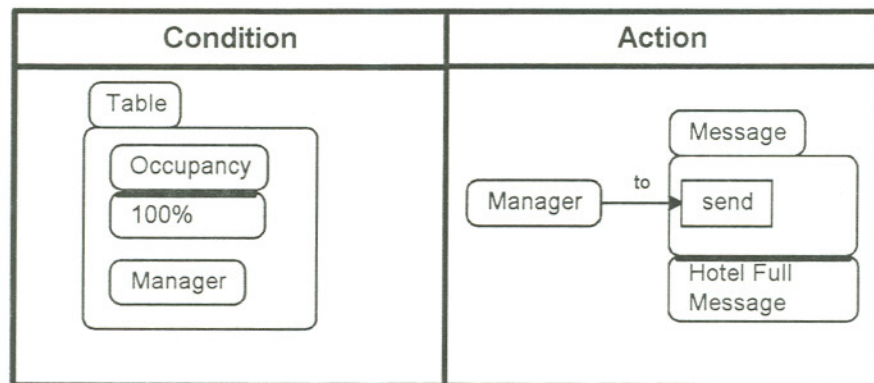 Condition
Action
Table
Occupancy
100%
Manager
Message
Manager
to
send
Hotel Full
Message